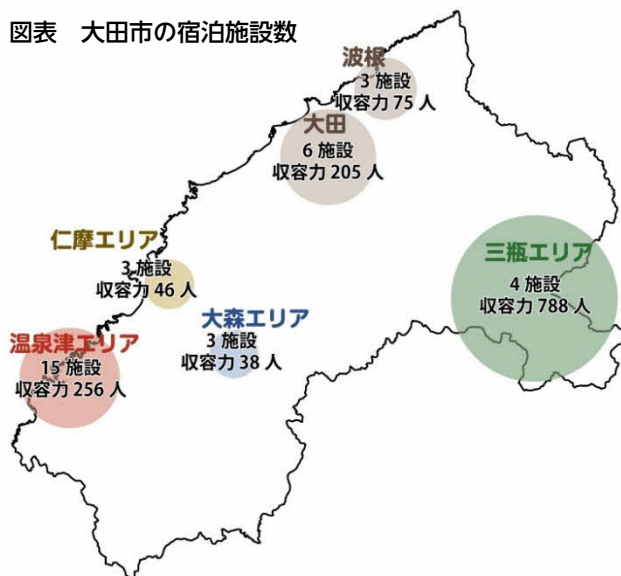 図表　大田市の宿泊施設数
波根
3 施設
収容力 75 人
大田
6 施設
収容力 205 人
仁摩エリア
3 施設
収容力 46 人
三瓶エリア
4 施設
収容力 788 人
大森エリア
3 施設
収容力 38 人
温泉津エリア
15 施設
収容力 256 人